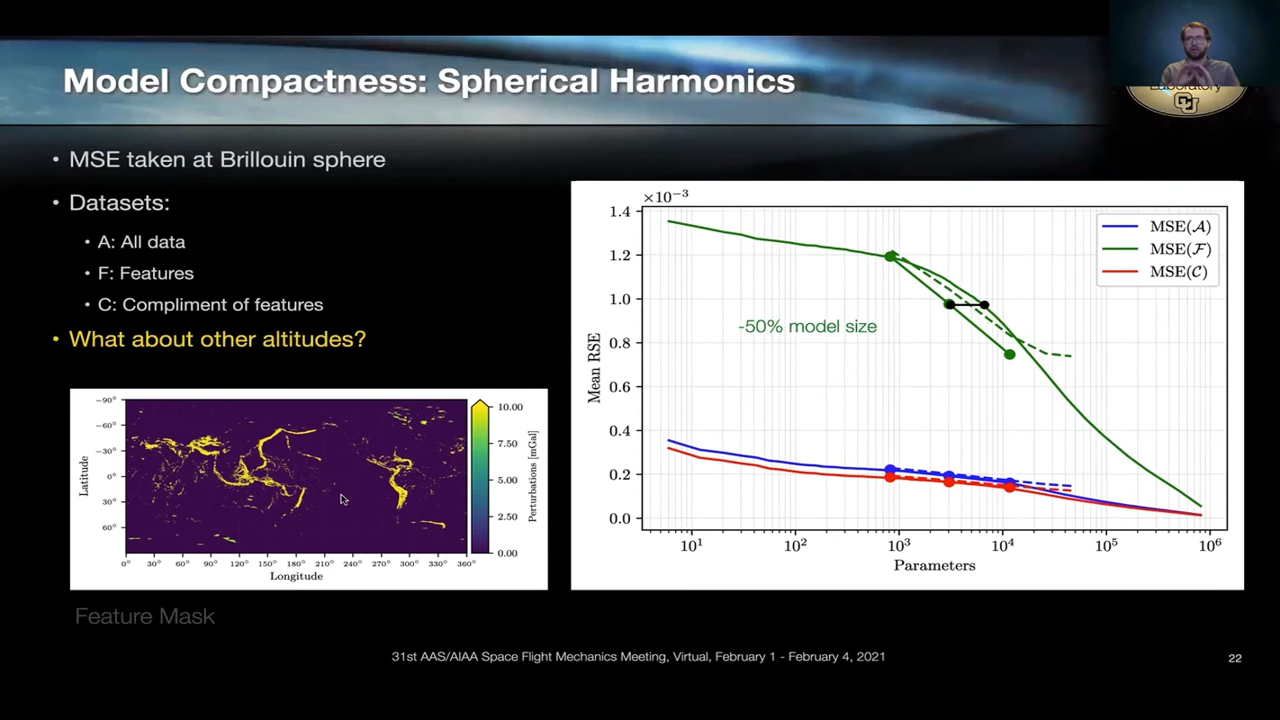 Model Compactness: Spherical Harmonics
Laboratory
CU
• MSE taken at Brillouin sphere
• Datasets:
• A: All data
• F: Features
• C: Compliment of features
• What about other altitudes?
×10−3
1.4
1.2
1.0
0.8
0.6
0.4
0.2
0.0
Mean RSE
-50% model size
MSE(𝒜)
MSE(ℱ)
MSE(𝒞)
10¹ 10² 10³ 10⁴ 10⁵ 10⁶
Parameters
−90°
−60°
−30°
0°
30°
60°
Latitude
0° 30° 60° 90° 120° 150° 180° 210° 240° 270° 300° 330° 360°
Longitude
10.00
7.50
5.00
2.50
0.00
Perturbations [mGal]
Feature Mask
31st AAS/AIAA Space Flight Mechanics Meeting, Virtual, February 1 - February 4, 2021
22